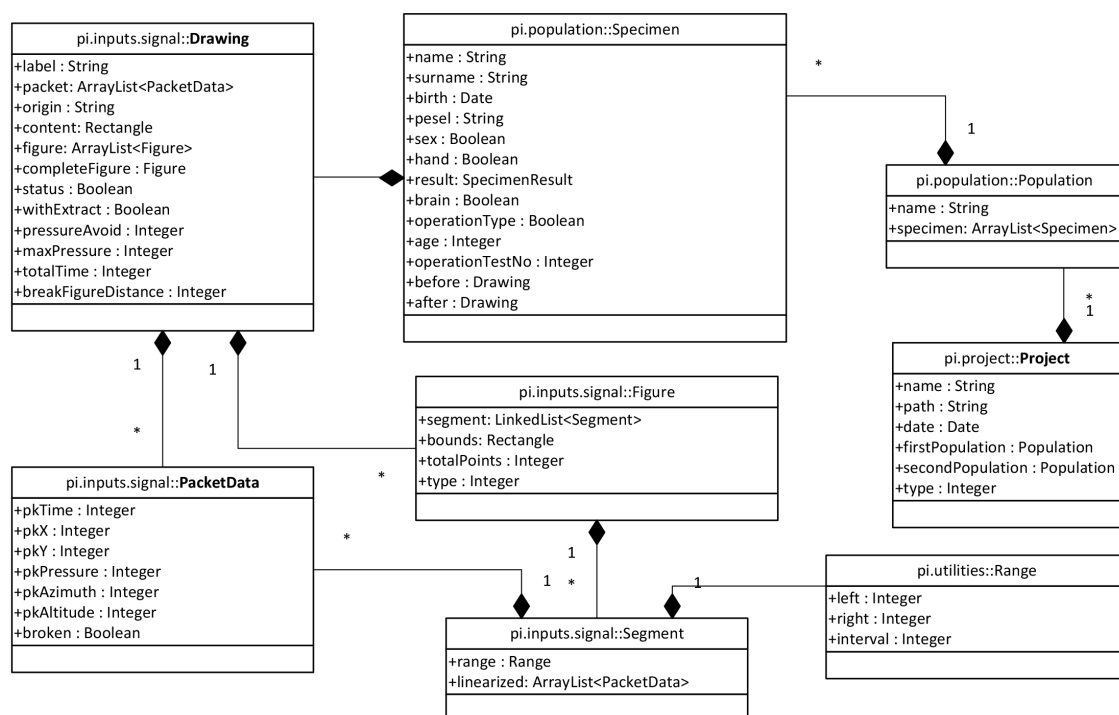 pi.inputs.signal::Drawing
+label : String
+packet: ArrayList<PacketData>
+origin : String
+content: Rectangle
+figure: ArrayList<Figure>
+completeFigure : Figure
+status : Boolean
+withExtract : Boolean
+pressureAvoid : Integer
+maxPressure : Integer
+totalTime : Integer
+breakFigureDistance : Integer
pi.population::Specimen
+name : String
+surname : String
+birth : Date
+pesel : String
+sex : Boolean
+hand : Boolean
+result: SpecimenResult
+brain : Boolean
+operationType : Boolean
+age : Integer
+operationTestNo : Integer
+before : Drawing
+after : Drawing
*
1
pi.population::Population
+name : String
+specimen: ArrayList<Specimen>
*
1
pi.project::Project
+name : String
+path : String
+date : Date
+firstPopulation : Population
+secondPopulation : Population
+type : Integer
1
1
*
*
pi.inputs.signal::Figure
+segment: LinkedList<Segment>
+bounds: Rectangle
+totalPoints : Integer
+type : Integer
pi.inputs.signal::PacketData
+pkTime : Integer
+pkX : Integer
+pkY : Integer
+pkPressure : Integer
+pkAzimuth : Integer
+pkAltitude : Integer
+broken : Boolean
*
1
1
*
1
pi.utilities::Range
+left : Integer
+right : Integer
+interval : Integer
pi.inputs.signal::Segment
+range : Range
+linearized: ArrayList<PacketData>